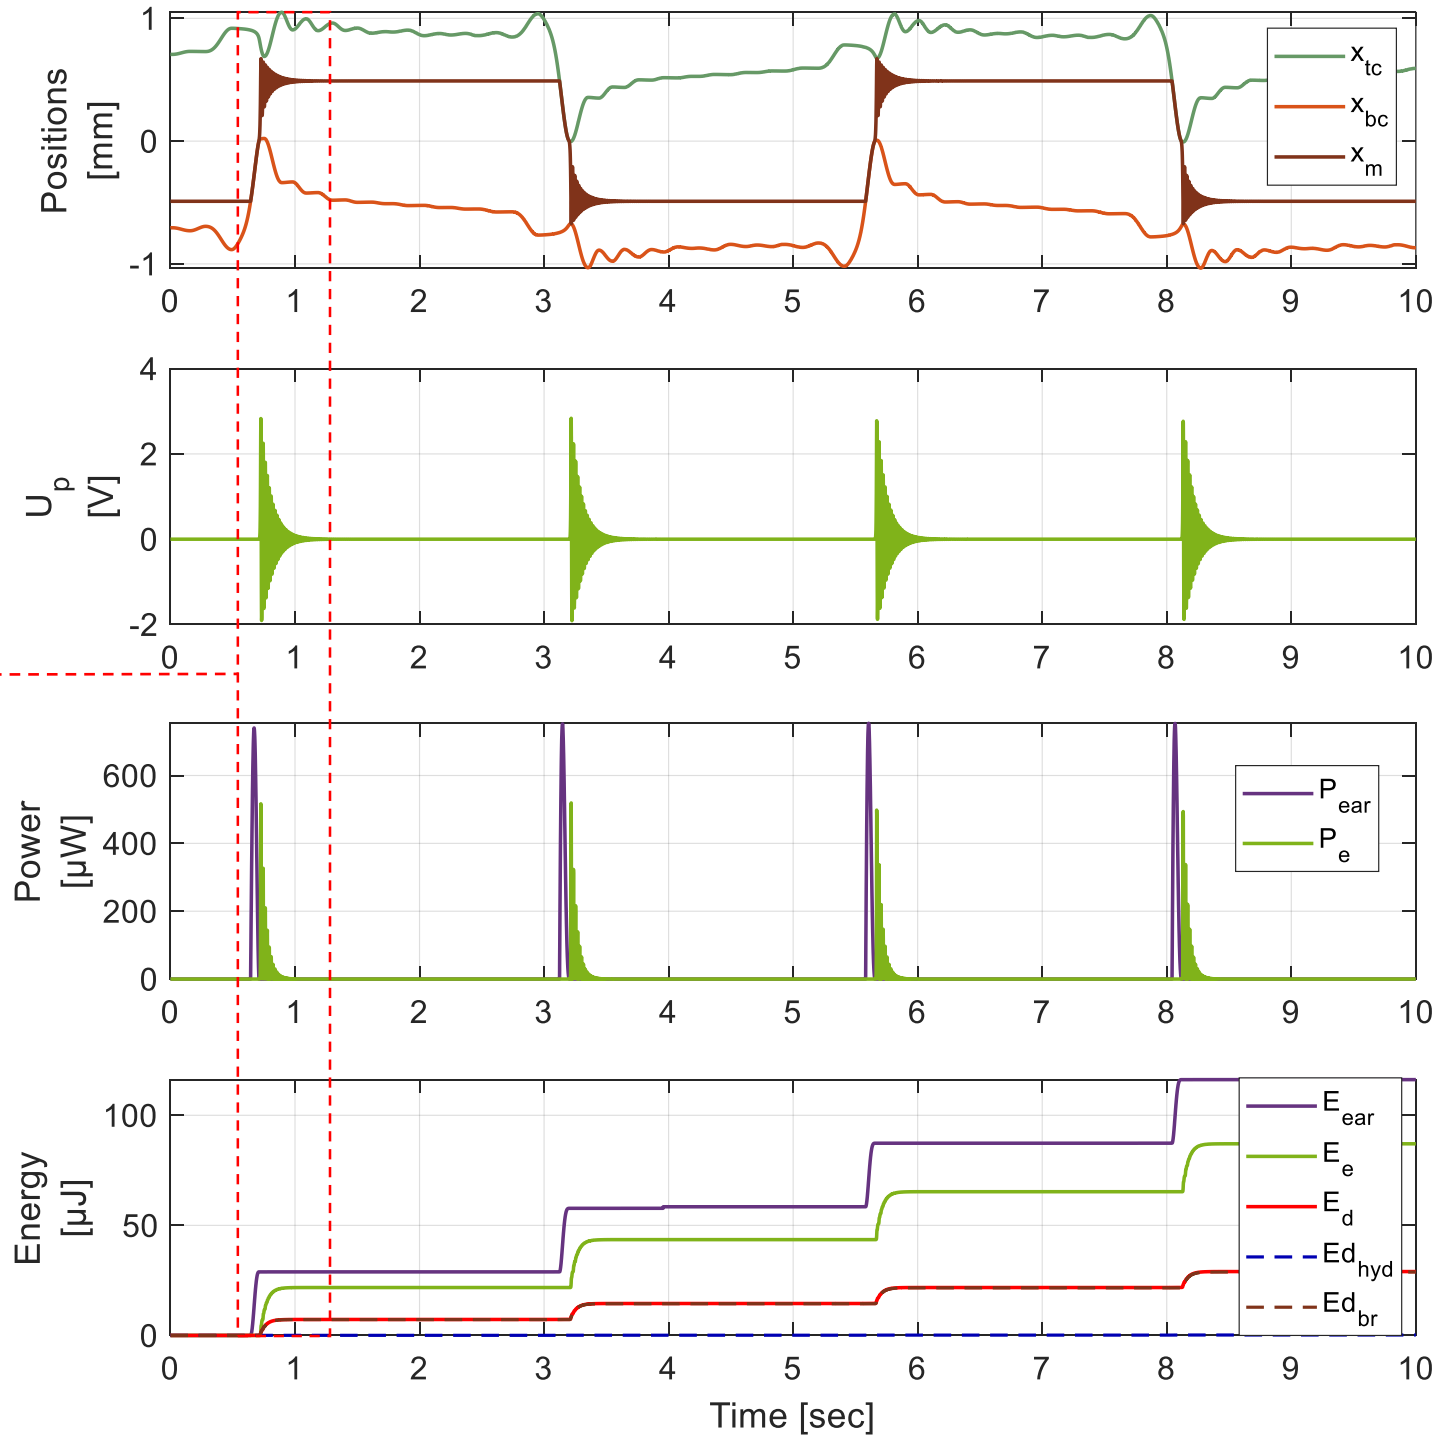 Positions
[mm]
1
0
-1
x_tc
x_bc
x_m
0 1 2 3 4 5 6 7 8 9 10
U_p
[V]
4
2
0
-2
0 1 2 3 4 5 6 7 8 9 10
Power
[µW]
600
400
200
0
P_ear
P_e
0 1 2 3 4 5 6 7 8 9 10
Energy
[µJ]
100
50
0
E_ear
E_e
E_d
Ed_hyd
Ed_br
0 1 2 3 4 5 6 7 8 9 10
Time [sec]